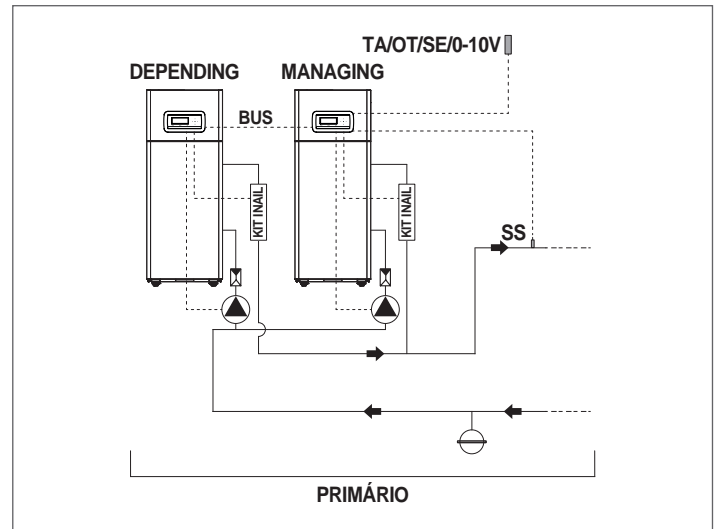 TA/OT/SE/0-10V
DEPENDING
MANAGING
BUS
KIT INAIL
KIT INAIL
SS
PRIMÁRIO